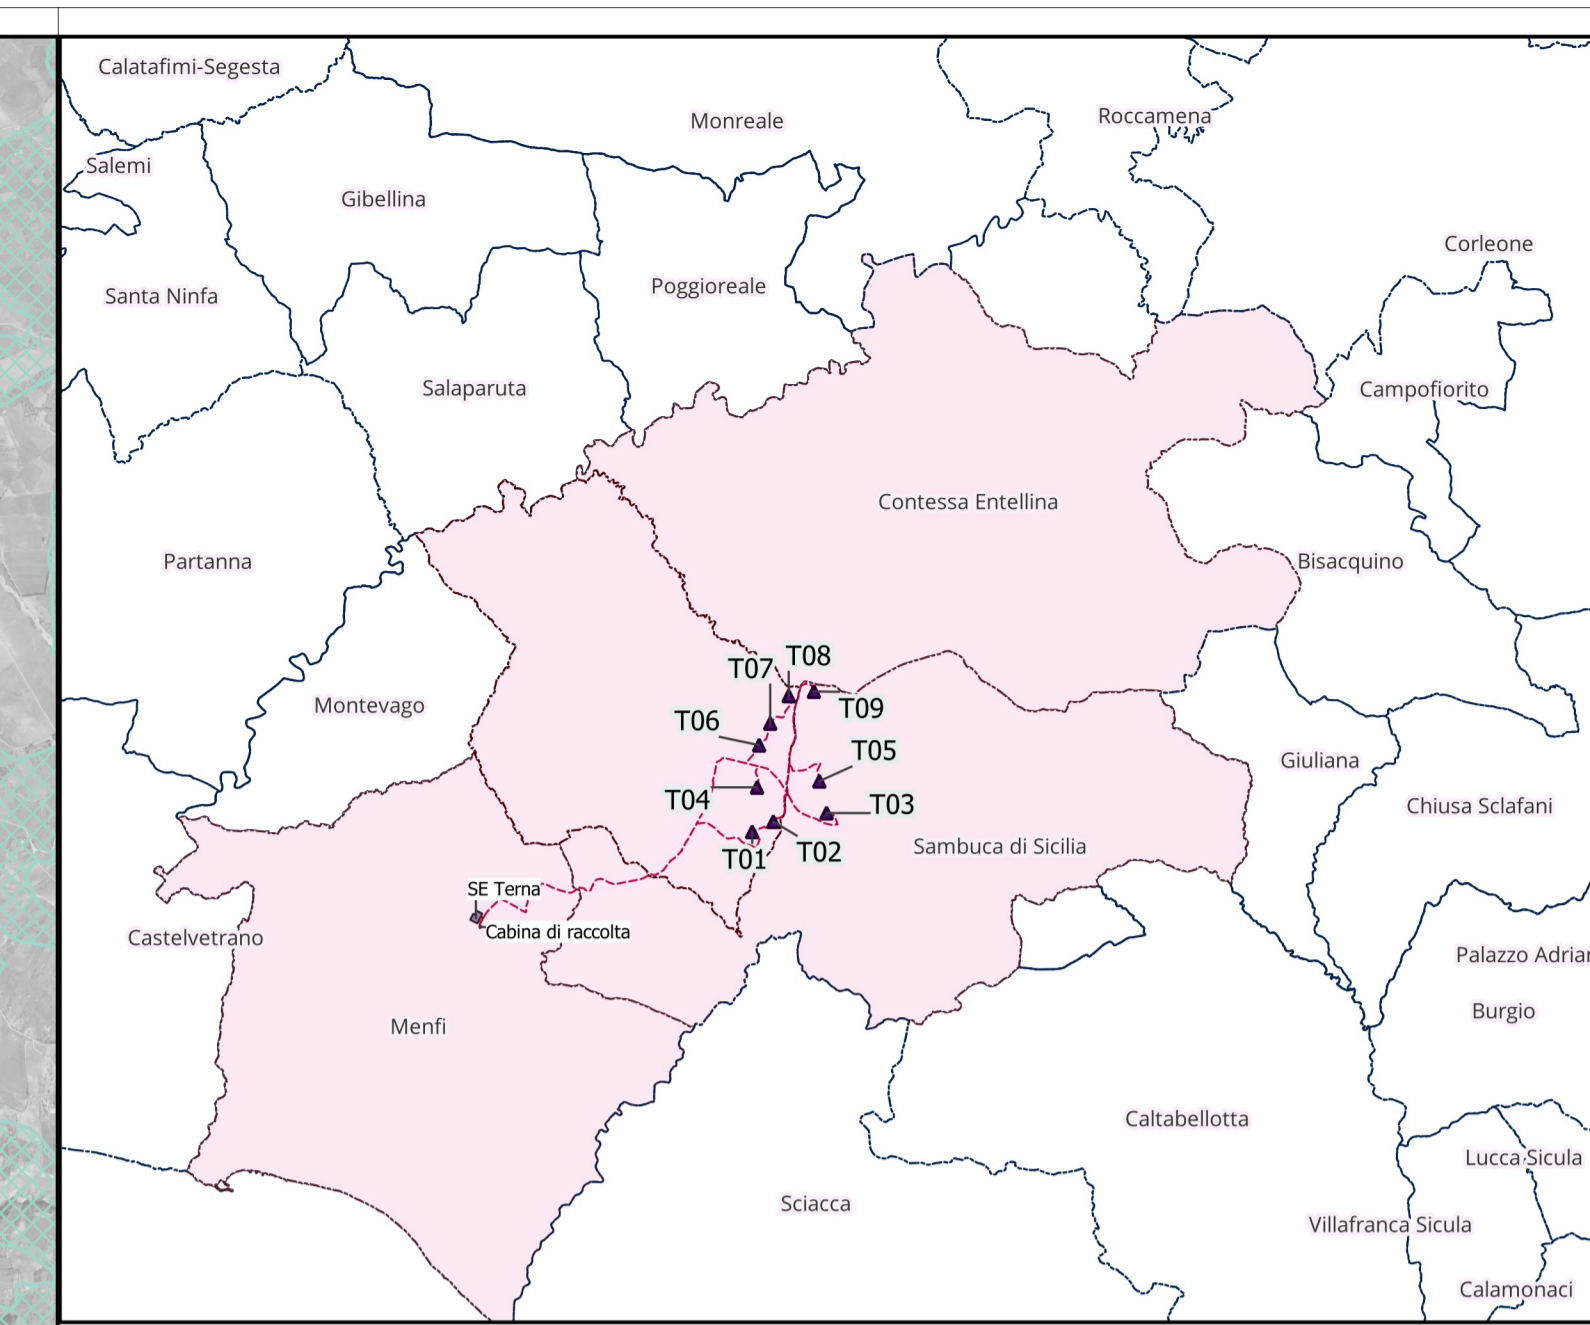 Calatafimi-Segesta
Monreale
Roccamena
Salemi
Gibellina
Corleone
Santa Ninfa
Poggioreale
Salaparuta
Campofiorito
Contessa Entellina
Partanna
Bisacquino
T08
T07
Montevago
T09
T06
T05
Giuliana
T04
T03
Chiusa Sclafani
Sambuca di Sicilia
T02
T01
SE Terna
Cabina di raccolta
Castelvetrano
Palazzo Adrian
Burgio
Menfi
Caltabellotta
Lucca Sicula
Sciacca
Villafranca Sicula
Calamonaci